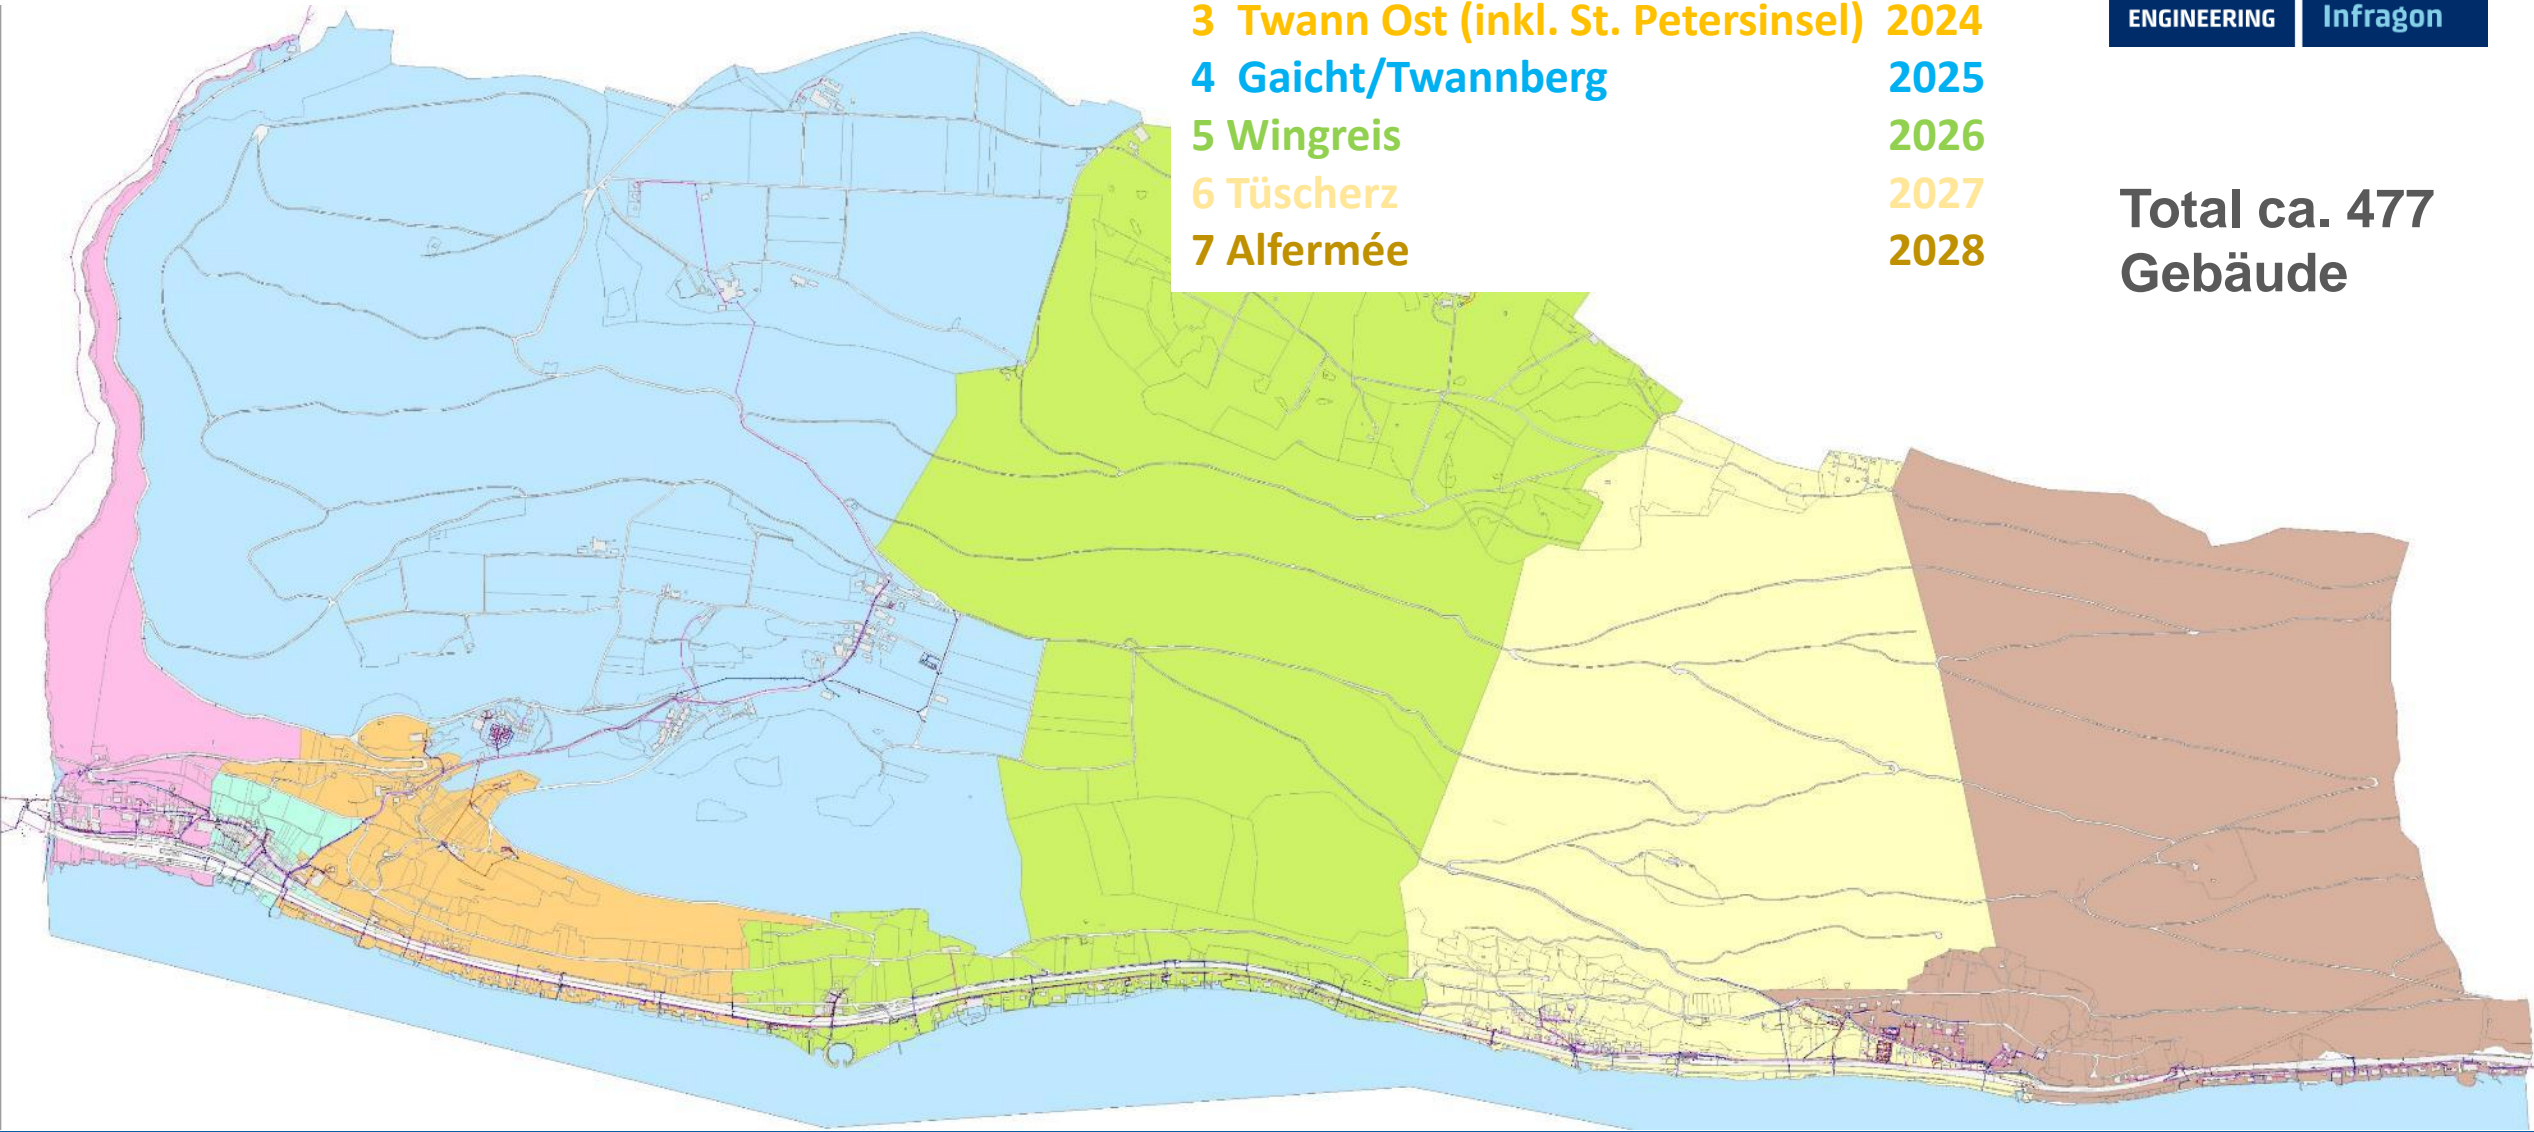 3 Twann Ost (inkl. St. Petersinsel) 2024
4 Gaicht/Twannberg 2025
5 Wingreis 2026
6 Tüscherz 2027
7 Alfermée 2028
ENGINEERING Infragon
Total ca. 477
Gebäude